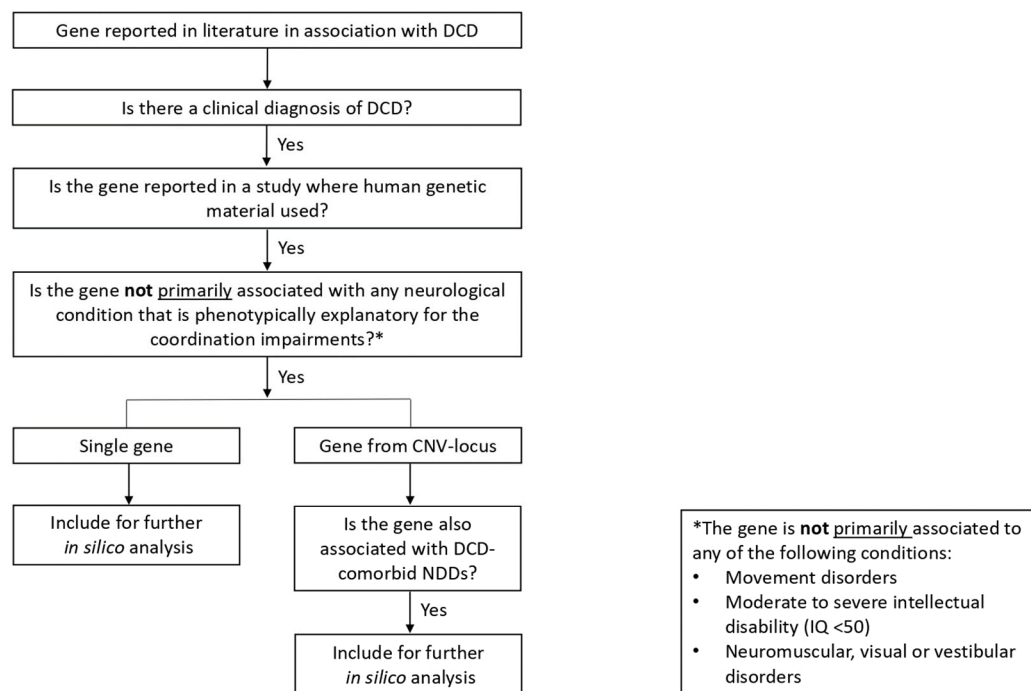 Gene reported in literature in association with DCD
Is there a clinical diagnosis of DCD?
Yes
Is the gene reported in a study where human genetic
material used?
Yes
Is the gene not primarily associated with any neurological
condition that is phenotypically explanatory for the
coordination impairments?*
Yes
Single gene
Gene from CNV-locus
Include for further
in silico analysis
Is the gene also
associated with DCD-
comorbid NDDs?
Yes
Include for further
in silico analysis
*The gene is not primarily associated to
any of the following conditions:
• Movement disorders
• Moderate to severe intellectual
disability (IQ <50)
• Neuromuscular, visual or vestibular
disorders